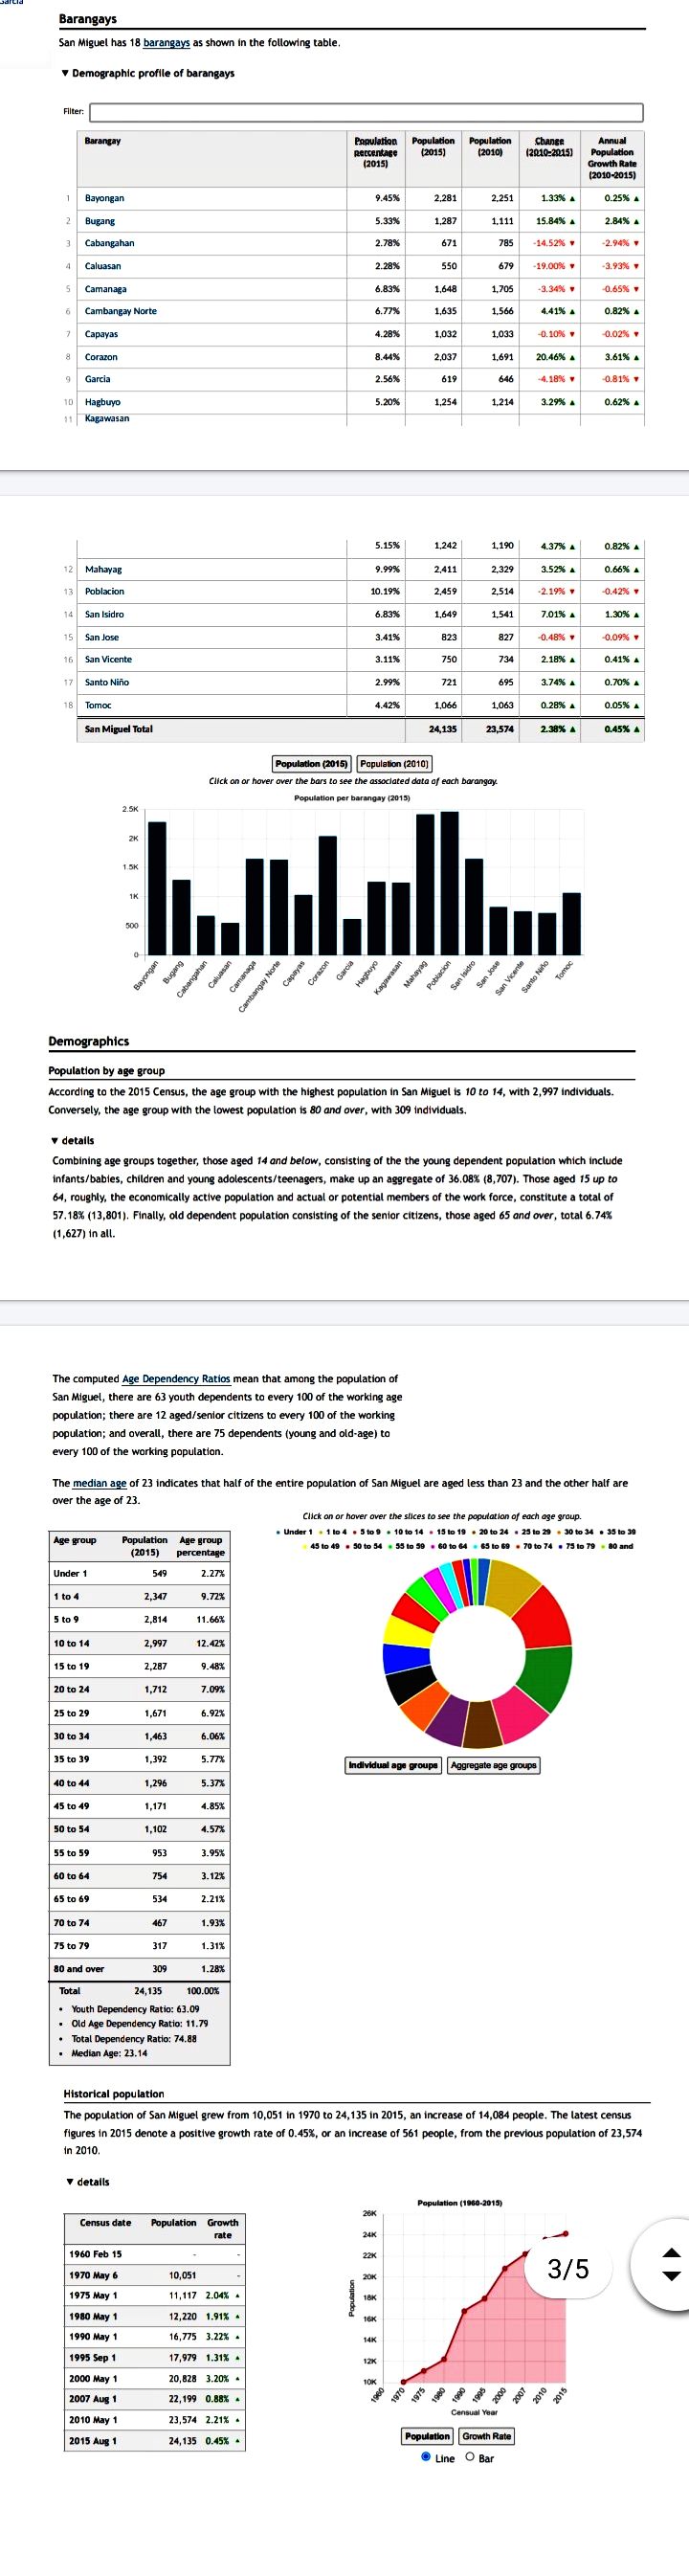 Garcia
Barangays
San Miguel has 18 barangays as shown in the following table.
▼ Demographic profile of barangays
Filter:
Barangay Population percentage (2015) Population (2015) Population (2010) Change (2010-2015) Annual Population Growth Rate (2010-2015)
1 Bayongan 9.45% 2,281 2,251 1.33% ▲ 0.25% ▲
2 Bugang 5.33% 1,287 1,111 15.84% ▲ 2.84% ▲
3 Cabangahan 2.78% 671 785 -14.52% ▼ -2.94% ▼
4 Caluasan 2.28% 550 679 -19.00% ▼ -3.93% ▼
5 Camanaga 6.83% 1,648 1,705 -3.34% ▼ -0.65% ▼
6 Cambangay Norte 6.77% 1,635 1,566 4.41% ▲ 0.82% ▲
7 Capayas 4.28% 1,032 1,033 -0.10% ▼ -0.02% ▼
8 Corazon 8.44% 2,037 1,691 20.46% ▲ 3.61% ▲
9 Garcia 2.56% 619 646 -4.18% ▼ -0.81% ▼
10 Hagbuyo 5.20% 1,254 1,214 3.29% ▲ 0.62% ▲
11 Kagawasan
5.15% 1,242 1,190 4.37% ▲ 0.82% ▲
12 Mahayag 9.99% 2,411 2,329 3.52% ▲ 0.66% ▲
13 Poblacion 10.19% 2,459 2,514 -2.19% ▼ -0.42% ▼
14 San Isidro 6.83% 1,649 1,541 7.01% ▲ 1.30% ▲
15 San Jose 3.41% 823 827 -0.48% ▼ -0.09% ▼
16 San Vicente 3.11% 750 734 2.18% ▲ 0.41% ▲
17 Santo Niño 2.99% 721 695 3.74% ▲ 0.70% ▲
18 Tomoc 4.42% 1,066 1,063 0.28% ▲ 0.05% ▲
San Miguel Total 24,135 23,574 2.38% ▲ 0.45% ▲
Population (2015) Population (2010)
Click on or hover over the bars to see the associated data of each barangay.
Population per barangay (2015)
2.5K
2K
1.5K
1K
500
0
Bayongan Bugang Cabangahan Caluasan Camanaga Cambangay Norte Capayas Corazon Garcia Hagbuyo Kagawasan Mahayag Poblacion San Isidro San Jose San Vicente Santo Niño Tomoc
Demographics
Population by age group
According to the 2015 Census, the age group with the highest population in San Miguel is 10 to 14, with 2,997 individuals.
Conversely, the age group with the lowest population is 80 and over, with 309 individuals.
▼ details
Combining age groups together, those aged 14 and below, consisting of the the young dependent population which include
infants/babies, children and young adolescents/teenagers, make up an aggregate of 36.08% (8,707). Those aged 15 up to
64, roughly, the economically active population and actual or potential members of the work force, constitute a total of
57.18% (13,801). Finally, old dependent population consisting of the senior citizens, those aged 65 and over, total 6.74%
(1,627) in all.
The computed Age Dependency Ratios mean that among the population of
San Miguel, there are 63 youth dependents to every 100 of the working age
population; there are 12 aged/senior citizens to every 100 of the working
population; and overall, there are 75 dependents (young and old-age) to
every 100 of the working population.
The median age of 23 indicates that half of the entire population of San Miguel are aged less than 23 and the other half are
over the age of 23.
Click on or hover over the slices to see the population of each age group.
Under 1 1 to 4 5 to 9 10 to 14 15 to 19 20 to 24 25 to 29 30 to 34 35 to 39
45 to 49 50 to 54 55 to 59 60 to 64 65 to 69 70 to 74 75 to 79 80 and
Individual age groups Aggregate age groups
Age group Population (2015) Age group percentage
Under 1 549 2.27%
1 to 4 2,347 9.72%
5 to 9 2,814 11.66%
10 to 14 2,997 12.42%
15 to 19 2,287 9.48%
20 to 24 1,712 7.09%
25 to 29 1,671 6.92%
30 to 34 1,463 6.06%
35 to 39 1,392 5.77%
40 to 44 1,296 5.37%
45 to 49 1,171 4.85%
50 to 54 1,102 4.57%
55 to 59 953 3.95%
60 to 64 754 3.12%
65 to 69 534 2.21%
70 to 74 467 1.93%
75 to 79 317 1.31%
80 and over 309 1.28%
Total 24,135 100.00%
• Youth Dependency Ratio: 63.09
• Old Age Dependency Ratio: 11.79
• Total Dependency Ratio: 74.88
• Median Age: 23.14
Historical population
The population of San Miguel grew from 10,051 in 1970 to 24,135 in 2015, an increase of 14,084 people. The latest census
figures in 2015 denote a positive growth rate of 0.45%, or an increase of 561 people, from the previous population of 23,574
in 2010.
▼ details
Census date Population Growth rate
1960 Feb 15 - -
1970 May 6 10,051 -
1975 May 1 11,117 2.04% ▲
1980 May 1 12,220 1.91% ▲
1990 May 1 16,775 3.22% ▲
1995 Sep 1 17,979 1.31% ▲
2000 May 1 20,828 3.20% ▲
2007 Aug 1 22,199 0.88% ▲
2010 May 1 23,574 2.21% ▲
2015 Aug 1 24,135 0.45% ▲
Population (1960-2015)
26K
24K
22K
20K
18K
16K
14K
12K
10K
Population
1960 1970 1975 1980 1990 1995 2000 2007 2010 2015
Censual Year
Population Growth Rate
Line Bar
3/5